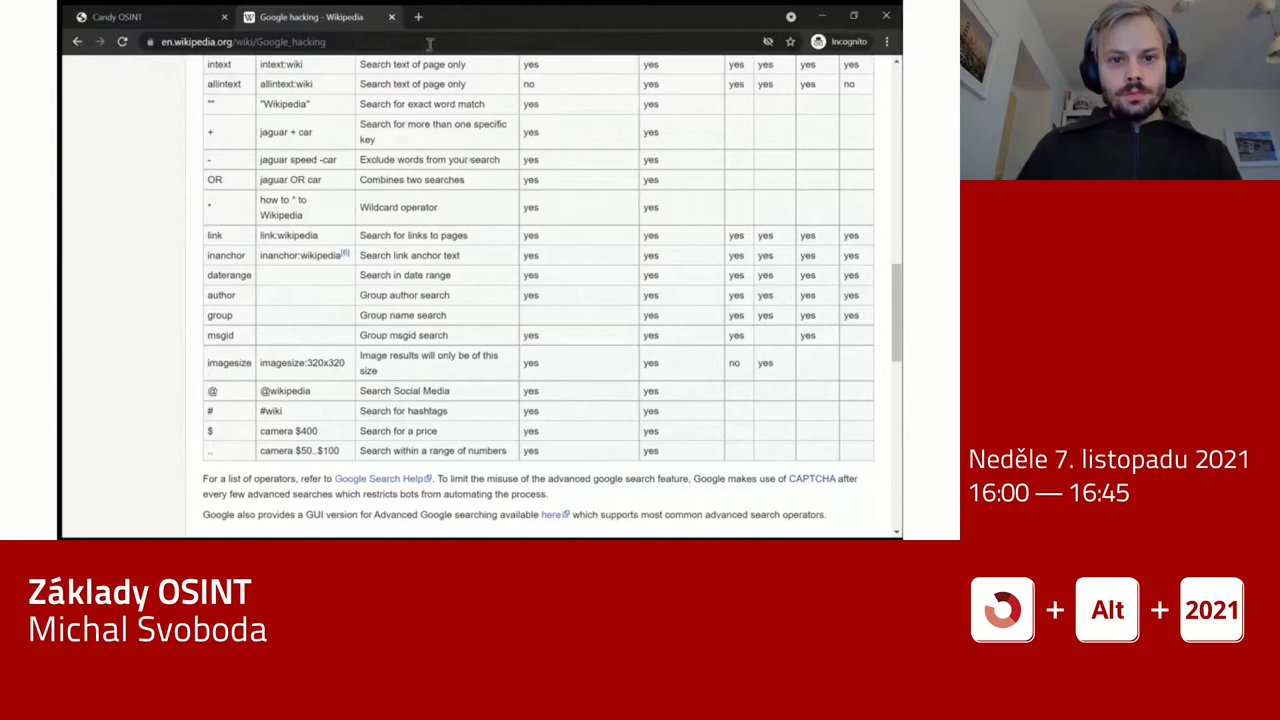 Candy OSINT
Google hacking - Wikipedia
en.wikipedia.org/wiki/Google_hacking
Incognito
intext intext:wiki Search text of page only yes yes yes yes yes yes
allintext allintext:wiki Search text of page only no yes yes yes yes no
"" "Wikipedia" Search for exact word match yes yes
+ jaguar + car Search for more than one specific key yes yes
- jaguar speed -car Exclude words from your search yes yes
OR jaguar OR car Combines two searches yes yes
* how to * to Wikipedia Wildcard operator yes yes
link link:wikipedia Search for links to pages yes yes yes yes yes yes
inanchor inanchor:wikipedia[6] Search link anchor text yes yes yes yes yes yes
daterange Search in date range yes yes yes yes yes yes
author Group author search yes yes yes yes yes yes
group Group name search yes yes yes yes yes
msgid Group msgid search yes yes yes yes
imagesize imagesize:320x320 Image results will only be of this size yes yes no yes
@ @wikipedia Search Social Media yes yes
# #wiki Search for hashtags yes yes
$ camera $400 Search for a price yes yes
.. camera $50..$100 Search within a range of numbers yes yes
For a list of operators, refer to Google Search Help. To limit the misuse of the advanced google search feature, Google makes use of CAPTCHA after
every few advanced searches which restricts bots from automating the process.
Google also provides a GUI version for Advanced Google searching available here which supports most common advanced search operators.
Neděle 7. listopadu 2021
16:00 — 16:45
Základy OSINT
Michal Svoboda
+ Alt + 2021